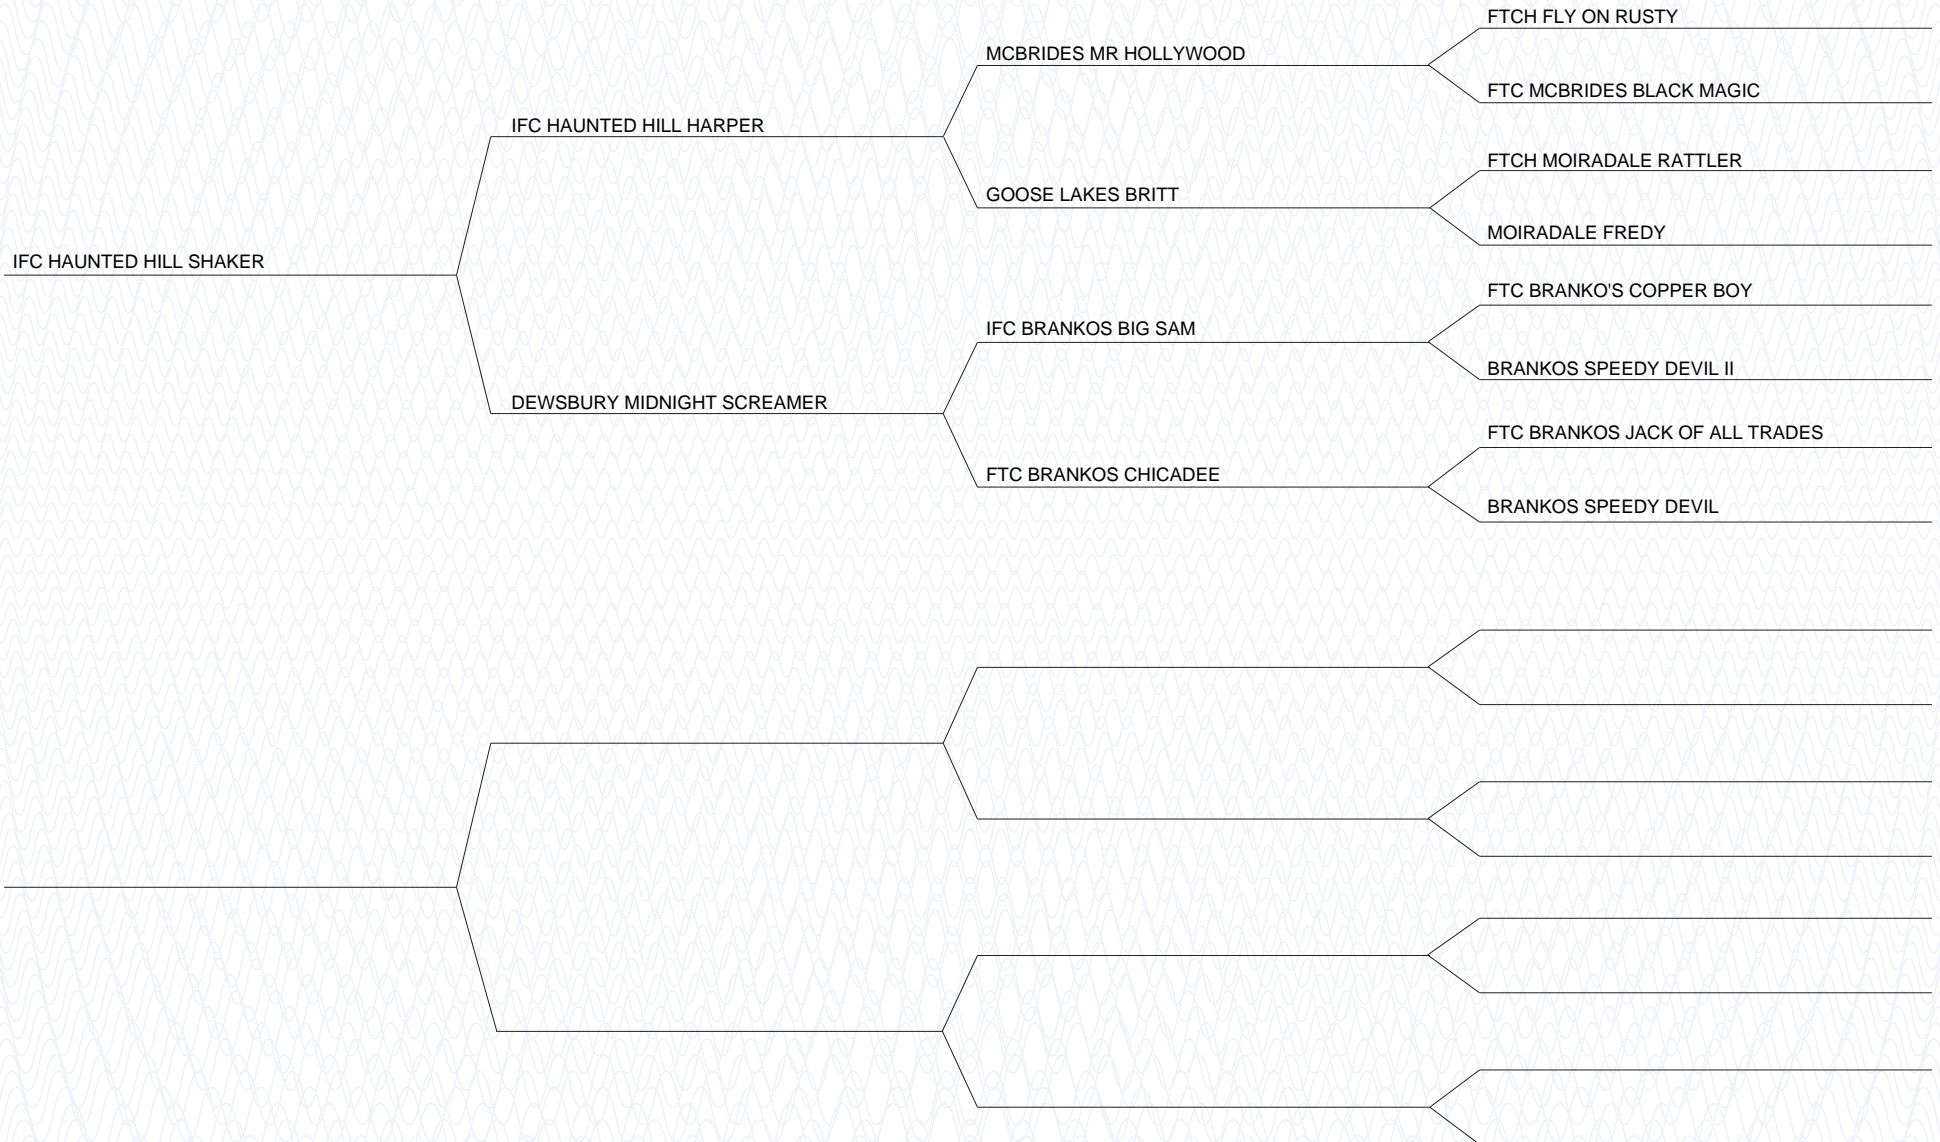 FTCH FLY ON RUSTY
MCBRIDES MR HOLLYWOOD
FTC MCBRIDES BLACK MAGIC
IFC HAUNTED HILL HARPER
FTCH MOIRADALE RATTLER
GOOSE LAKES BRITT
MOIRADALE FREDY
IFC HAUNTED HILL SHAKER
FTC BRANKO'S COPPER BOY
IFC BRANKOS BIG SAM
BRANKOS SPEEDY DEVIL II
DEWSBURY MIDNIGHT SCREAMER
FTC BRANKOS JACK OF ALL TRADES
FTC BRANKOS CHICADEE
BRANKOS SPEEDY DEVIL